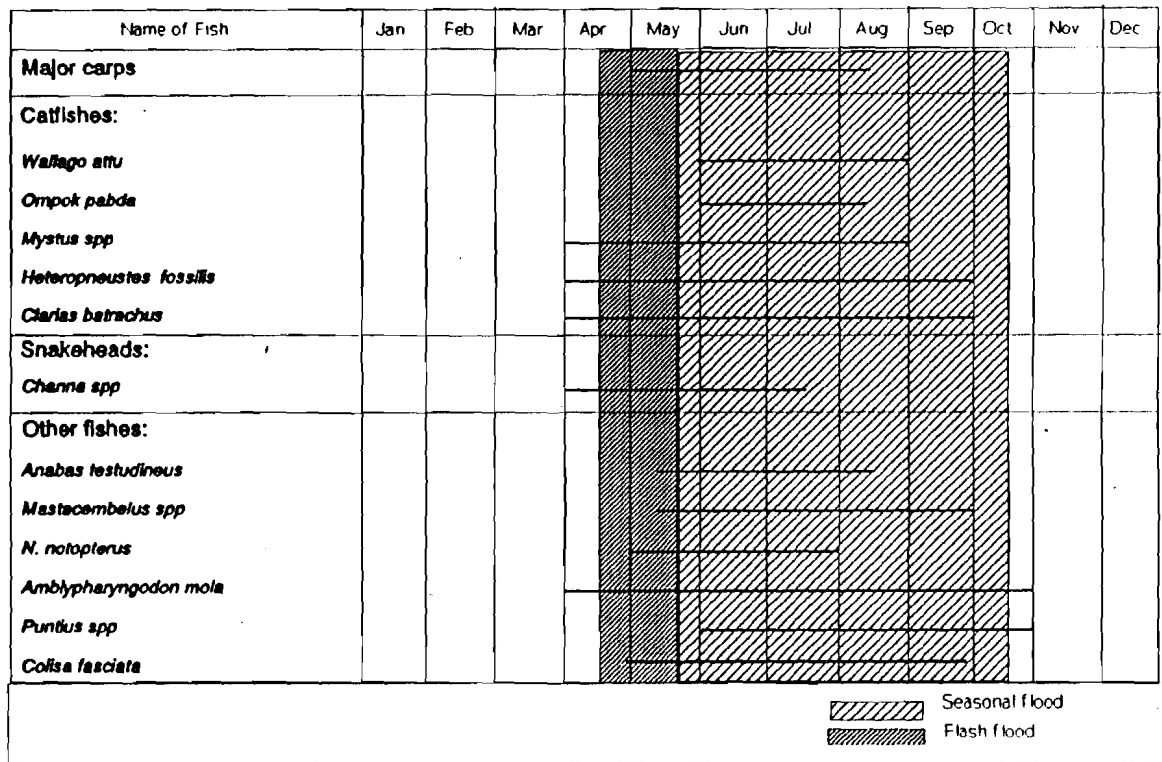 Name of Fish Jan Feb Mar Apr May Jun Jul Aug Sep Oct Nov Dec
Major carps
Catfishes:
Wallago attu
Ompok pabda
Mystus spp
Heteropneustes fossilis
Clarias batrachus
Snakeheads:
Channa spp
Other fishes:
Anabas testudineus
Mastacembelus spp
N. notopterus
Amblypharyngodon mola
Puntius spp
Colisa fasciata
Seasonal flood
Flash flood